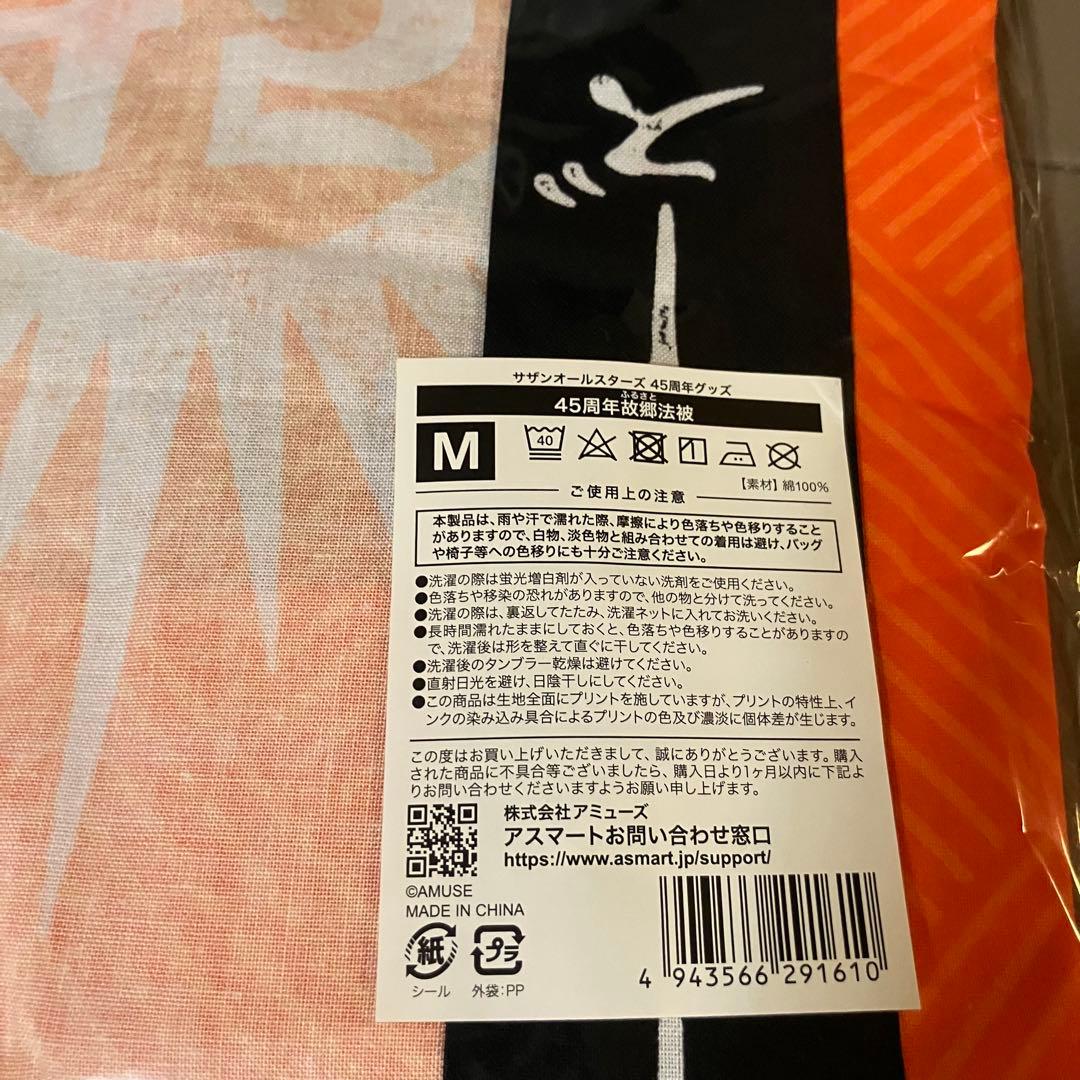 ど
サザンオールスターズ 45周年グッズ
ふるさと
45周年故郷法被
M
40
【素材】綿100%
ご使用上の注意
本製品は、雨や汗で濡れた際、摩擦により色落ちや色移りすること
がありますので、白物、淡色物と組み合わせての着用は避け、バッグ
や椅子等への色移りにも十分ご注意ください。
●洗濯の際は蛍光増白剤が入っていない洗剤をご使用ください。
●色落ちや移染の恐れがありますので、他の物と分けて洗ってください。
●洗濯の際は、裏返してたたみ、洗濯ネットに入れてお洗いください。
●長時間濡れたままにしておくと、色落ちや色移りすることがありますの
で、洗濯後は形を整えて直ぐに干してください。
●洗濯後のタンブラー乾燥は避けてください。
●直射日光を避け、日陰干しにしてください。
●この商品は生地全面にプリントを施していますが、プリントの特性上、イ
ンクの染み込み具合によるプリントの色及び濃淡に個体差が生じます。
この度はお買い上げいただきまして、誠にありがとうございます。購入
された商品に不具合等ございましたら、購入日より1ヶ月以内に下記よ
りお問い合わせくださいますようお願い申し上げます。
株式会社アミューズ
アスマートお問い合わせ窓口
https://www.asmart.jp/support/
©AMUSE
MADE IN CHINA
紙
プラ
シール
外袋:PP
4 943566 291610